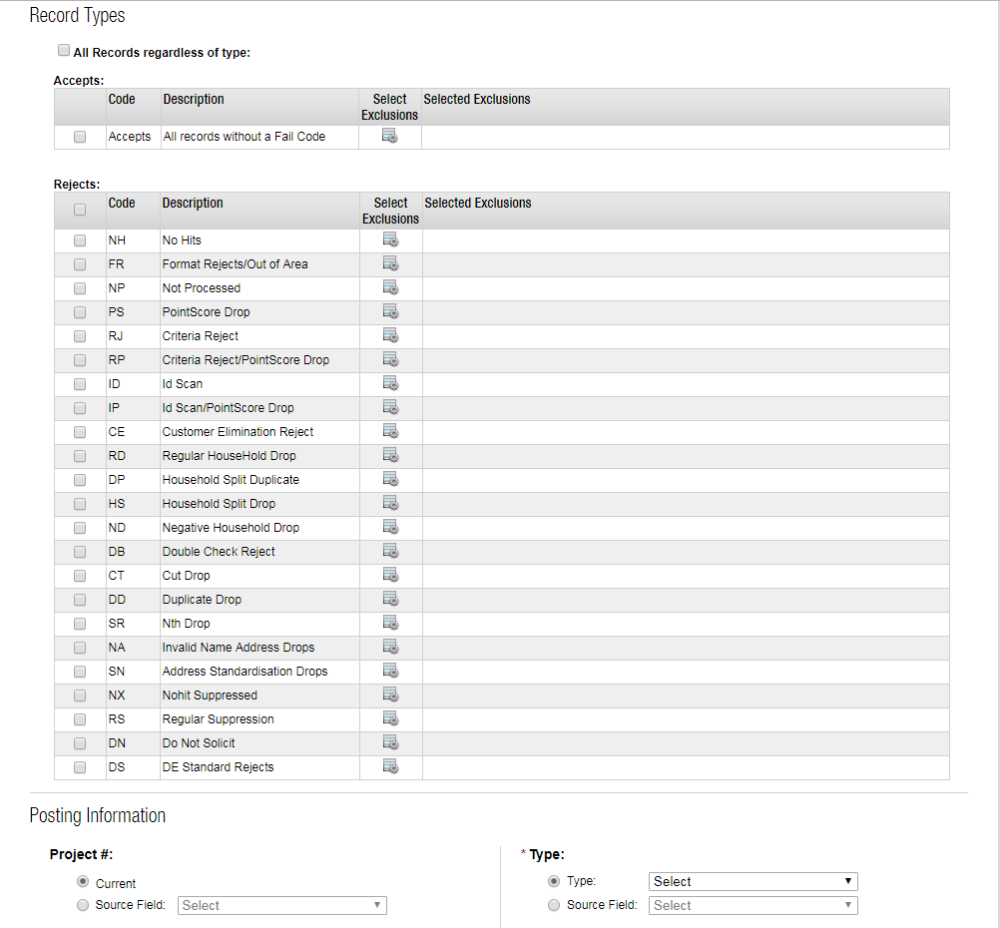 Record Types
All Records regardless of type:
Accepts:
Code Description Select Exclusions Selected Exclusions
Accepts All records without a Fail Code
Rejects:
Code Description Select Exclusions Selected Exclusions
NH No Hits
FR Format Rejects/Out of Area
NP Not Processed
PS PointScore Drop
RJ Criteria Reject
RP Criteria Reject/PointScore Drop
ID Id Scan
IP Id Scan/PointScore Drop
CE Customer Elimination Reject
RD Regular HouseHold Drop
DP Household Split Duplicate
HS Household Split Drop
ND Negative Household Drop
DB Double Check Reject
CT Cut Drop
DD Duplicate Drop
SR Nth Drop
NA Invalid Name Address Drops
SN Address Standardisation Drops
NX Nohit Suppressed
RS Regular Suppression
DN Do Not Solicit
DS DE Standard Rejects
Posting Information
Project #: * Type:
Current Type: Select
Source Field: Select Source Field: Select